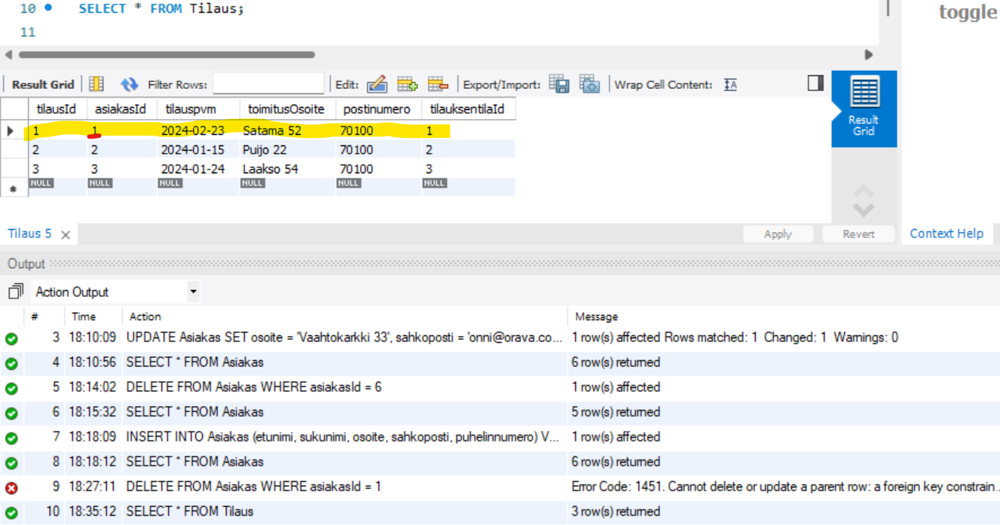 10 SELECT * FROM Tilaus;
toggle
11
Result Grid Filter Rows: Edit: Export/Import: Wrap Cell Content: IA
Result
Grid
tilausId asiakasId tilauspvm toimitusOsoite postinumero tilauksentilaId
1 1 2024-02-23 Satama 52 70100 1
2 2 2024-01-15 Puijo 22 70100 2
3 3 2024-01-24 Laakso 54 70100 3
NULL NULL NULL NULL NULL NULL
Tilaus 5 Apply Revert Context Help
Output
Action Output
# Time Action Message
3 18:10:09 UPDATE Asiakas SET osoite = 'Vaahtokarkki 33', sahkoposti = 'onni@orava.co... 1 row(s) affected Rows matched: 1 Changed: 1 Warnings: 0
4 18:10:56 SELECT * FROM Asiakas 6 row(s) returned
5 18:14:02 DELETE FROM Asiakas WHERE asiakasId = 6 1 row(s) affected
6 18:15:32 SELECT * FROM Asiakas 5 row(s) returned
7 18:18:09 INSERT INTO Asiakas (etunimi, sukunimi, osoite, sahkoposti, puhelinnumero) V... 1 row(s) affected
8 18:18:12 SELECT * FROM Asiakas 6 row(s) returned
9 18:27:11 DELETE FROM Asiakas WHERE asiakasId = 1 Error Code: 1451. Cannot delete or update a parent row: a foreign key constrain...
10 18:35:12 SELECT * FROM Tilaus 3 row(s) returned